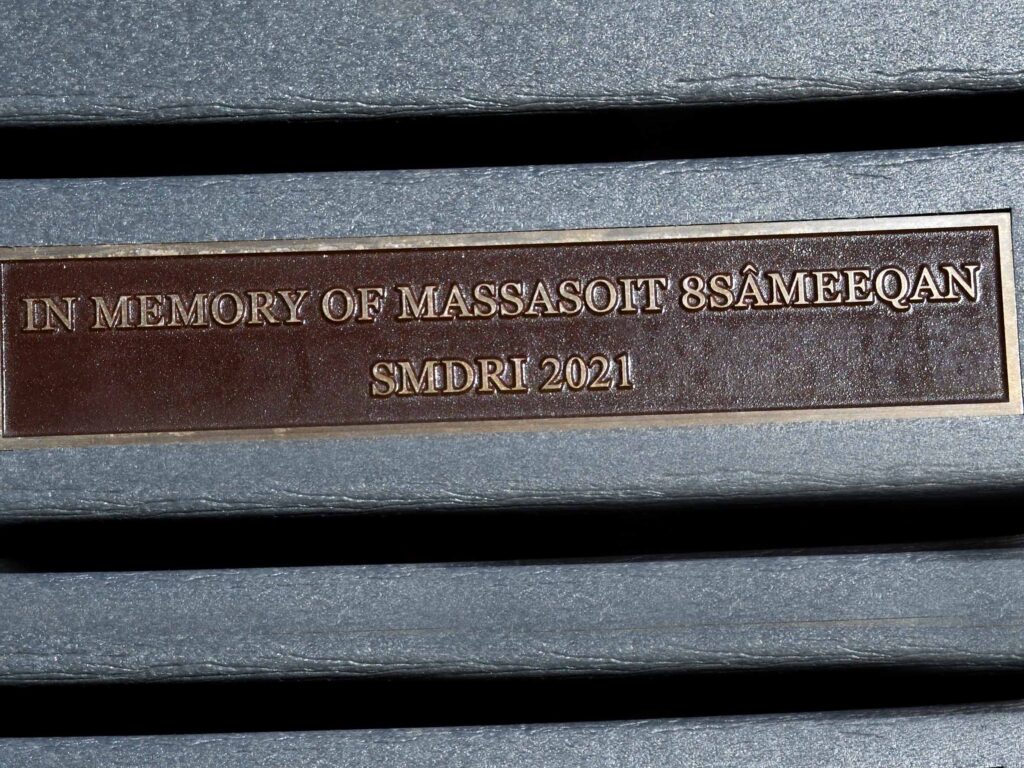 IN MEMORY OF MASSASOIT 8SÂMEEQAN
SMDRI 2021